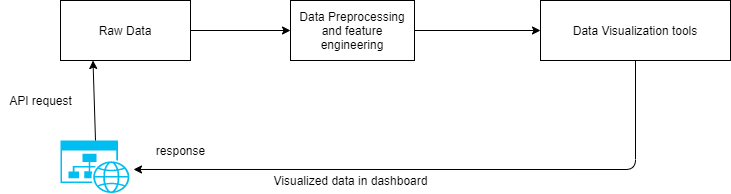 Raw Data
Data Preprocessing
and feature
engineering
Data Visualization tools
API request
response
Visualized data in dashboard